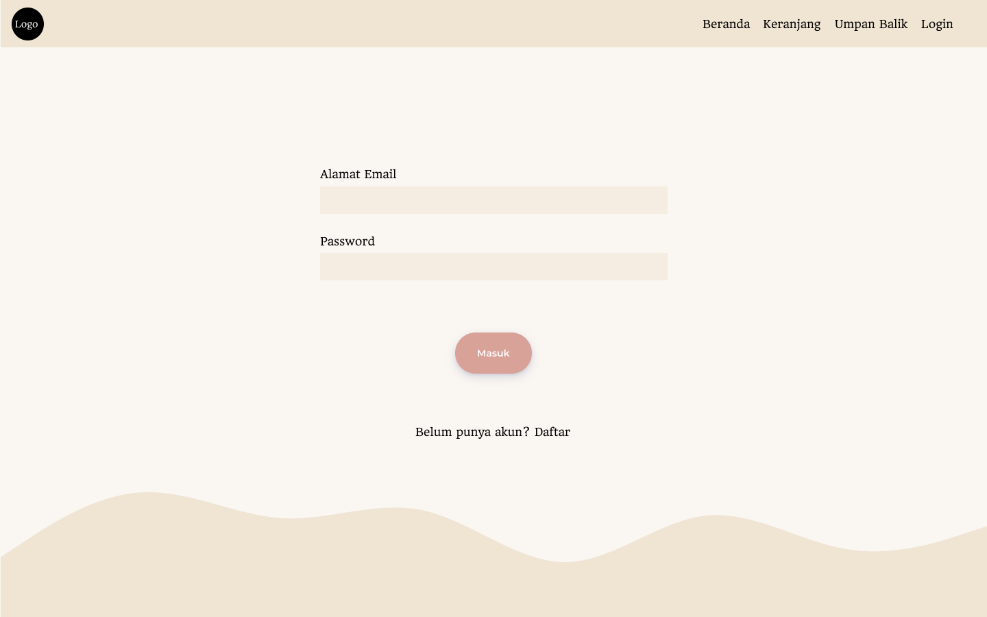 Logo
Beranda Keranjang Umpan Balik Login
Alamat Email
Password
Masuk
Belum punya akun? Daftar